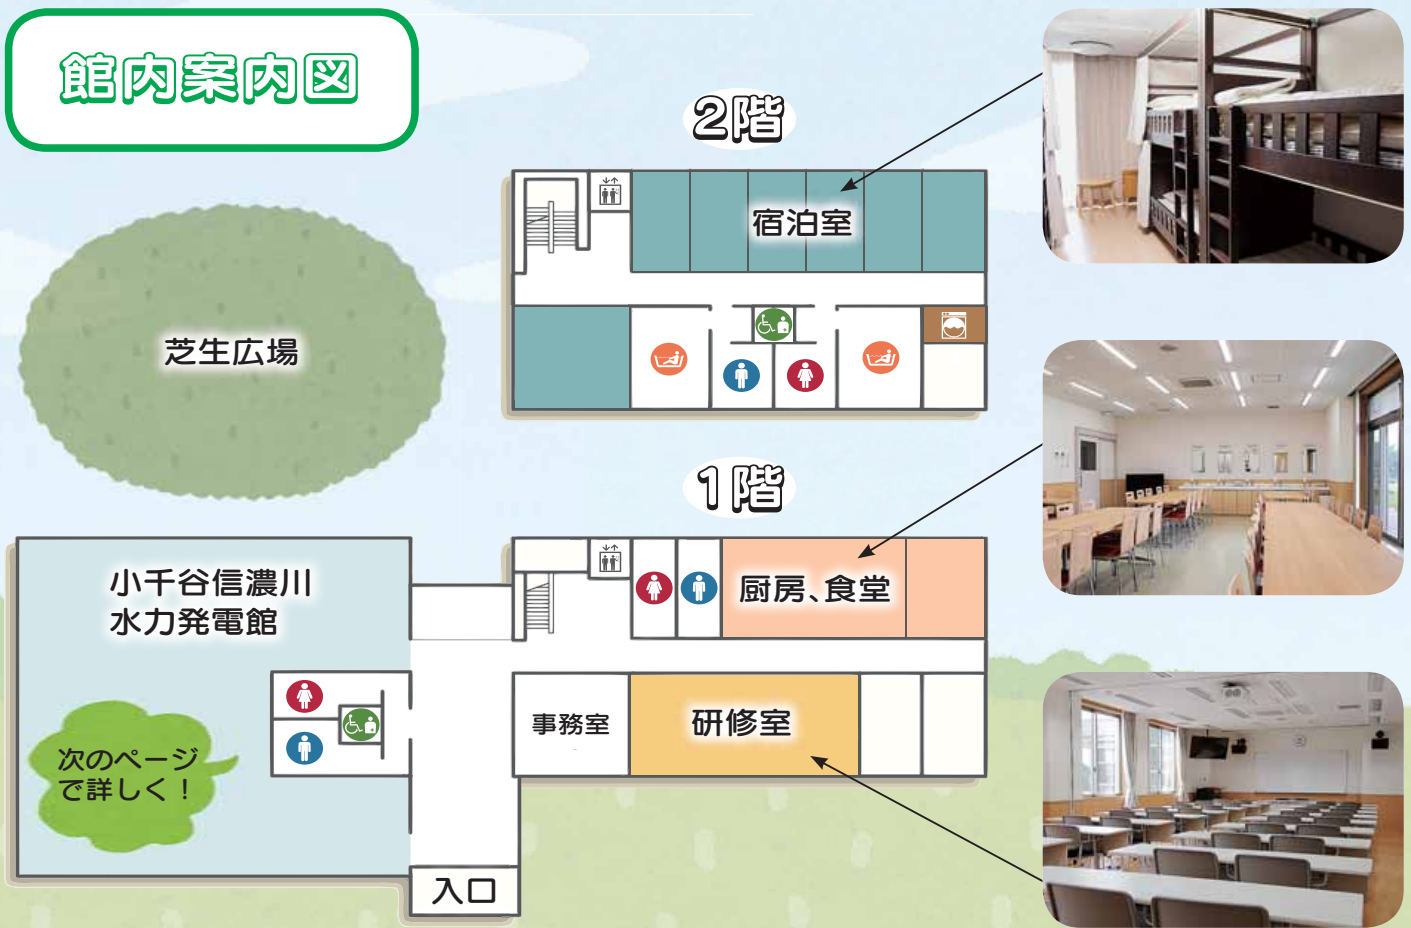 館内案内図
2階
宿泊室
芝生広場
1階
小千谷信濃川
水力発電館
厨房、食堂
事務室
研修室
次のページ
で詳しく！
入口